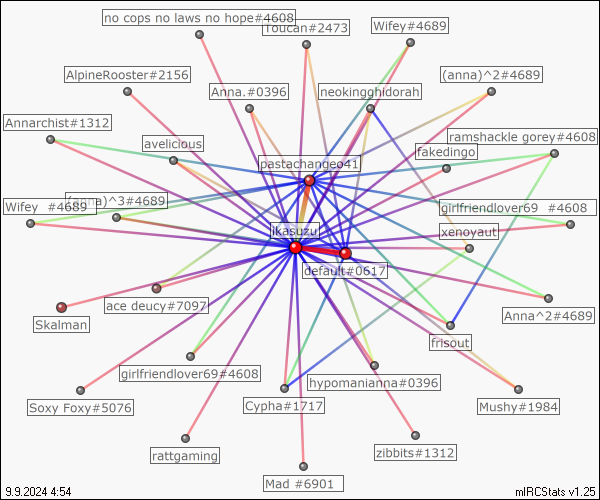 no cops no laws no hope#4608
Toucan#2473
Wifey#4689
AlpineRooster#2156
(anna)^2#4689
Anna.#0396
neokingghidorah
Annarchist#1312
ramshackle gorey#4608
avelicious
fakedingo
pastachangeo41
Wifey  #4689
(anna)^3#4689
girlfriendlover69  #4608
ikasuzu
xenoyaut
default#0617
ace deucy#7097
Anna^2#4689
Skalman
frisout
girlfriendlover69#4608
hypomanianna#0396
Soxy Foxy#5076
Cypha#1717
Mushy#1984
rattgaming
zibbits#1312
Mad #6901
9.9.2024 4:54
mIRCStats v1.25